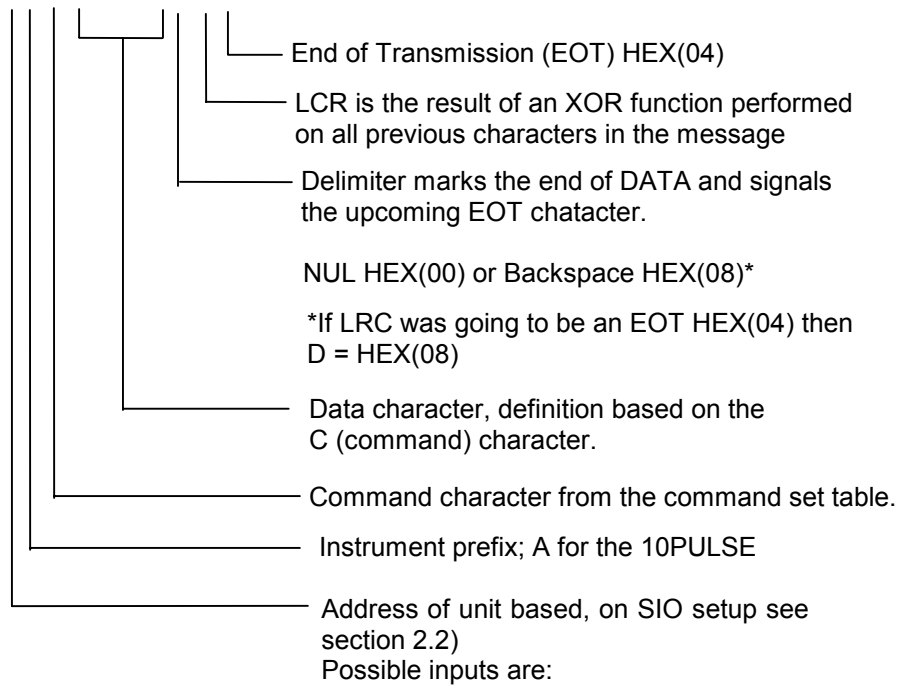 End of Transmission (EOT) HEX(04)
LCR is the result of an XOR function performed
on all previous characters in the message
Delimiter marks the end of DATA and signals
the upcoming EOT chatacter.
NUL HEX(00) or Backspace HEX(08)*
*If LRC was going to be an EOT HEX(04) then
D = HEX(08)
Data character, definition based on the
C (command) character.
Command character from the command set table.
Instrument prefix; A for the 10PULSE
Address of unit based, on SIO setup see
section 2.2)
Possible inputs are: